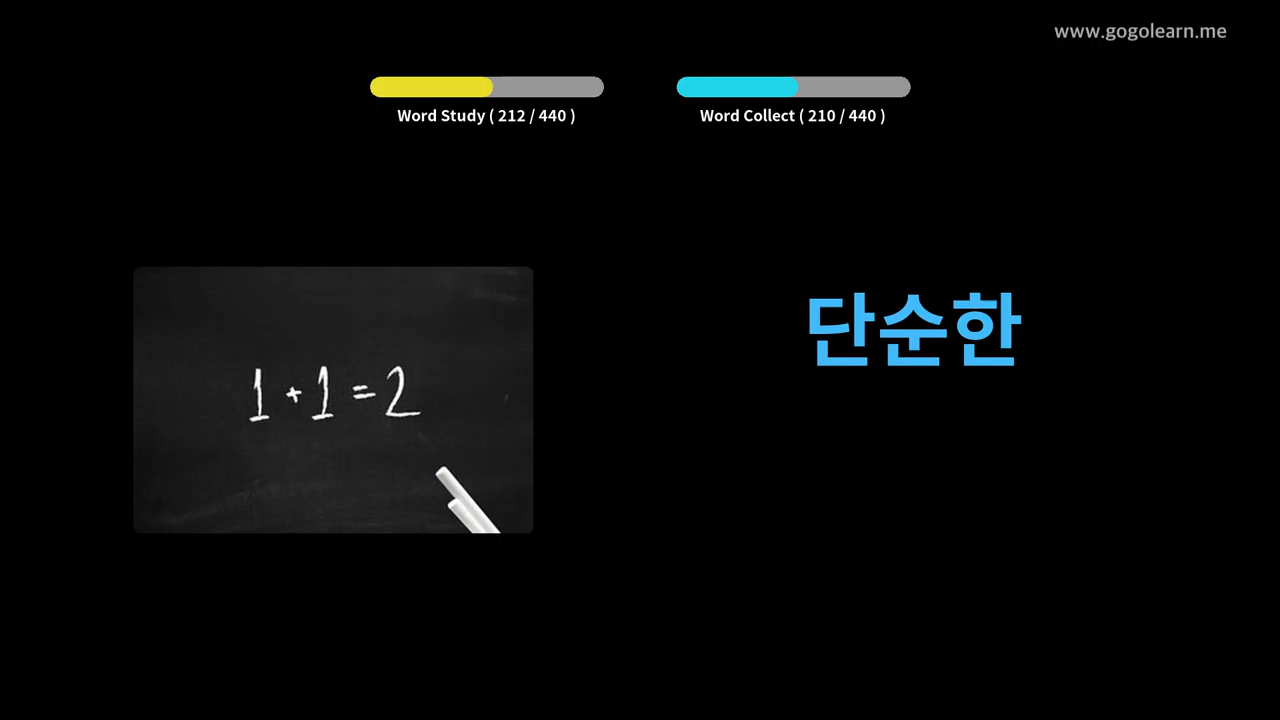 www.gogolearn.me
Word Study ( 212 / 440 )
Word Collect ( 210 / 440 )
1 + 1 = 2
단순한